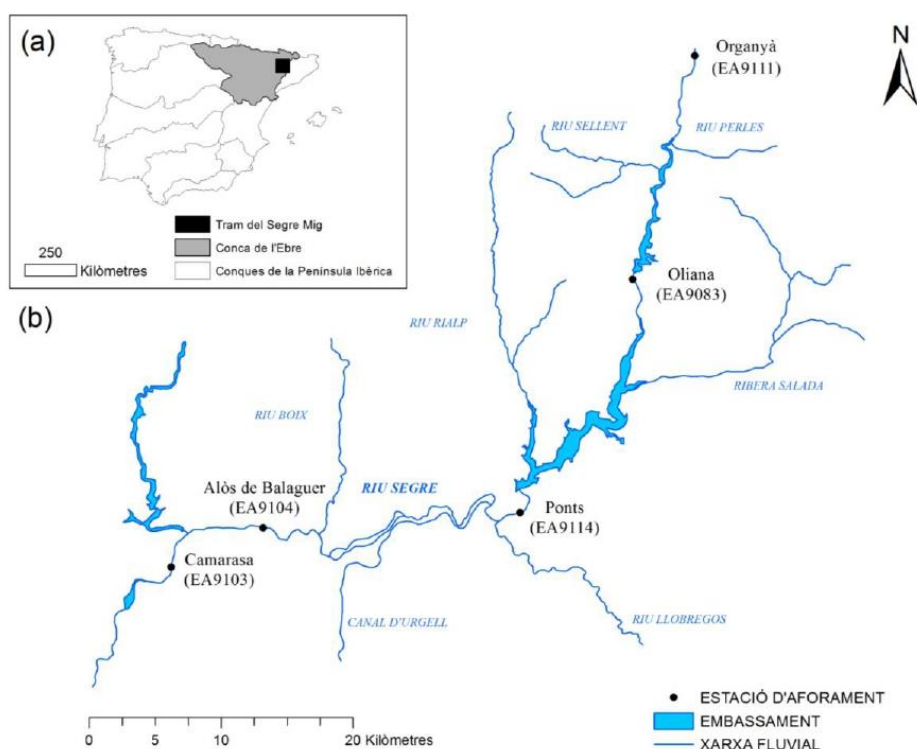 (a)
250
Kilòmetres
Tram del Segre Mig
Conca de l'Ebre
Conques de la Península Ibèrica
N
Organyà
(EA9111)
RIU SELLENT
RIU PERLES
Oliana
(EA9083)
(b)
RIU RIALP
RIBERA SALADA
RIU BOIX
Alòs de Balaguer
(EA9104)
RIU SEGRE
Ponts
(EA9114)
Camarasa
(EA9103)
CANAL D'URGELL
RIU LLOBREGOS
ESTACIÓ D'AFORAMENT
EMBASSAMENT
XARXA FLUVIAL
0 5 10 20 Kilòmetres